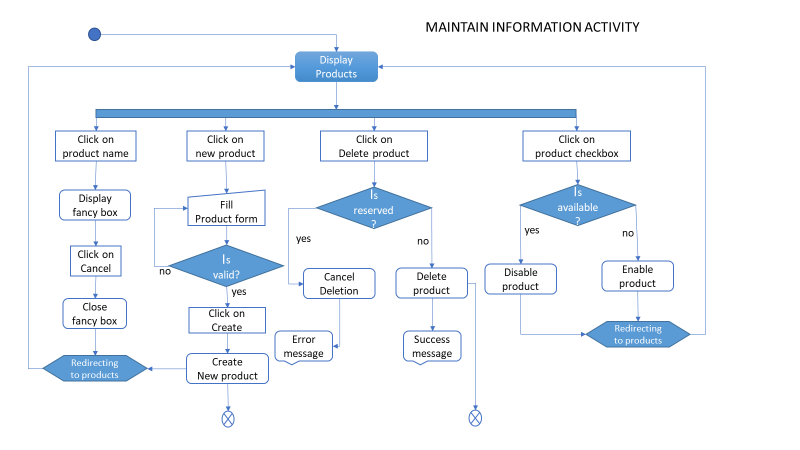 MAINTAIN INFORMATION ACTIVITY
Display
Products
Click on
product name
Click on
new product
Click on
Delete product
Click on
product checkbox
Display
fancy box
Fill
Product form
Is
reserved
?
Is
available
?
yes
no
yes
no
Click on
Cancel
Is
valid?
no
yes
Cancel
Deletion
Delete
product
Disable
product
Enable
product
Close
fancy box
Click on
Create
Error
message
Success
message
Redirecting
to products
Redirecting
to products
Create
New product